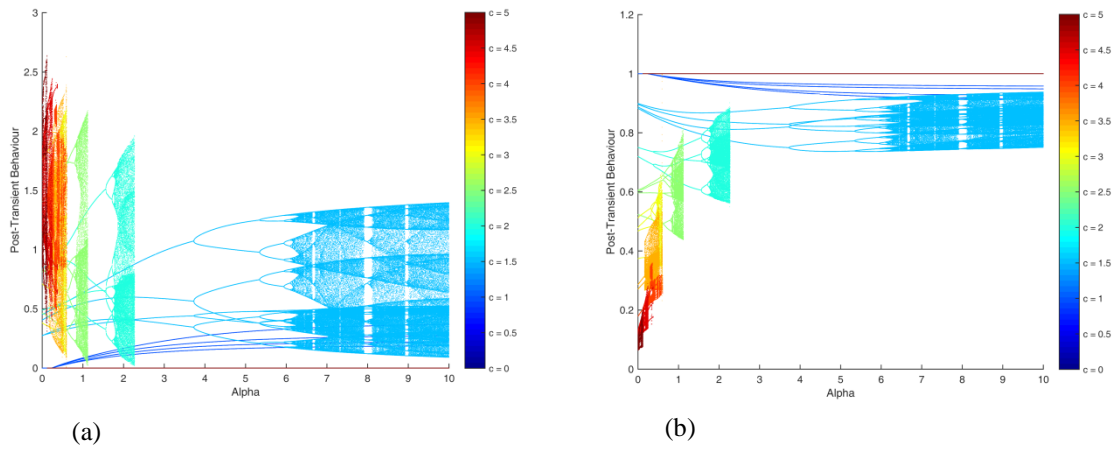 3
2.5
2
1.5
1
0.5
0
Post-Transient Behaviour
0 1 2 3 4 5 6 7 8 9 10
Alpha
c = 5
c = 4.5
c = 4
c = 3.5
c = 3
c = 2.5
c = 2
c = 1.5
c = 1
c = 0.5
c = 0
(a)
1.2
1
0.8
0.6
0.4
0.2
0
Post-Transient Behaviour
0 1 2 3 4 5 6 7 8 9 10
Alpha
c = 5
c = 4.5
c = 4
c = 3.5
c = 3
c = 2.5
c = 2
c = 1.5
c = 1
c = 0.5
c = 0
(b)